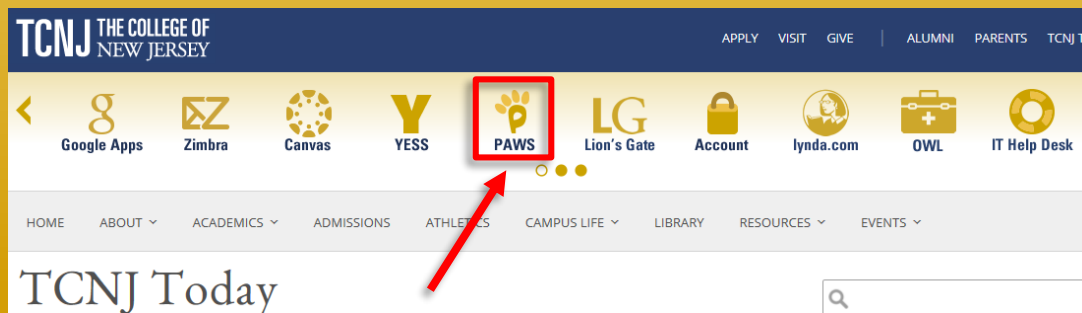 TCNJ THE COLLEGE OF
NEW JERSEY
APPLY VISIT GIVE | ALUMNI PARENTS TCNJ
Google Apps Zimbra Canvas YESS PAWS Lion's Gate Account lynda.com OWL IT Help Desk
HOME ABOUT ACADEMICS ADMISSIONS ATHLETICS CAMPUS LIFE LIBRARY RESOURCES EVENTS
TCNJ Today